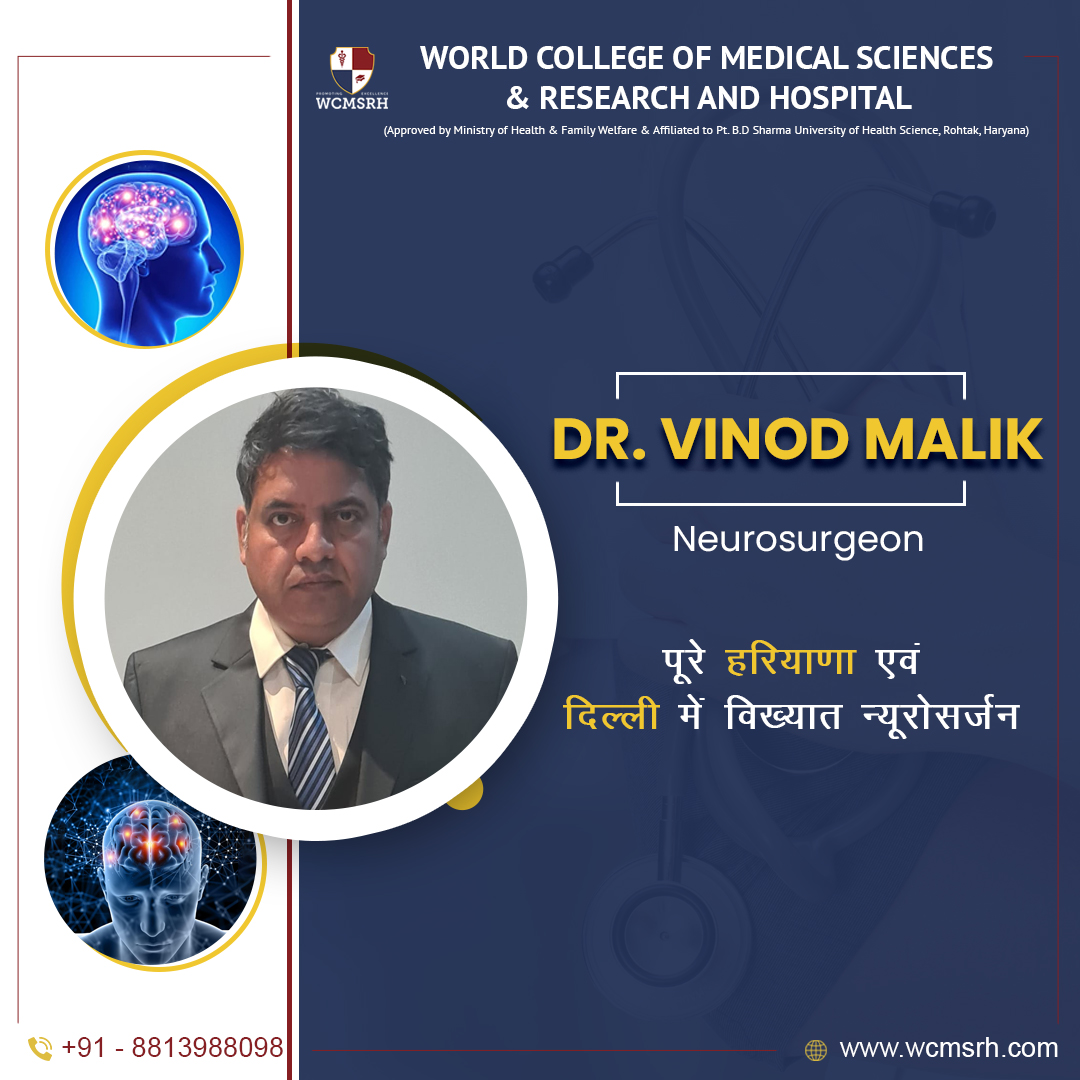 WORLD COLLEGE OF MEDICAL SCIENCES
& RESEARCH AND HOSPITAL
(Approved by Ministry of Health & Family Welfare & Affiliated to Pt. B.D Sharma University of Health Science, Rohtak, Haryana)
PROMOTING EXCELLENCE
WCMSRH
DR. VINOD MALIK
Neurosurgeon
पूरे हरियाणा एवं
दिल्ली में विख्यात न्यूरोसर्जन
+91 - 8813988098
www.wcmsrh.com